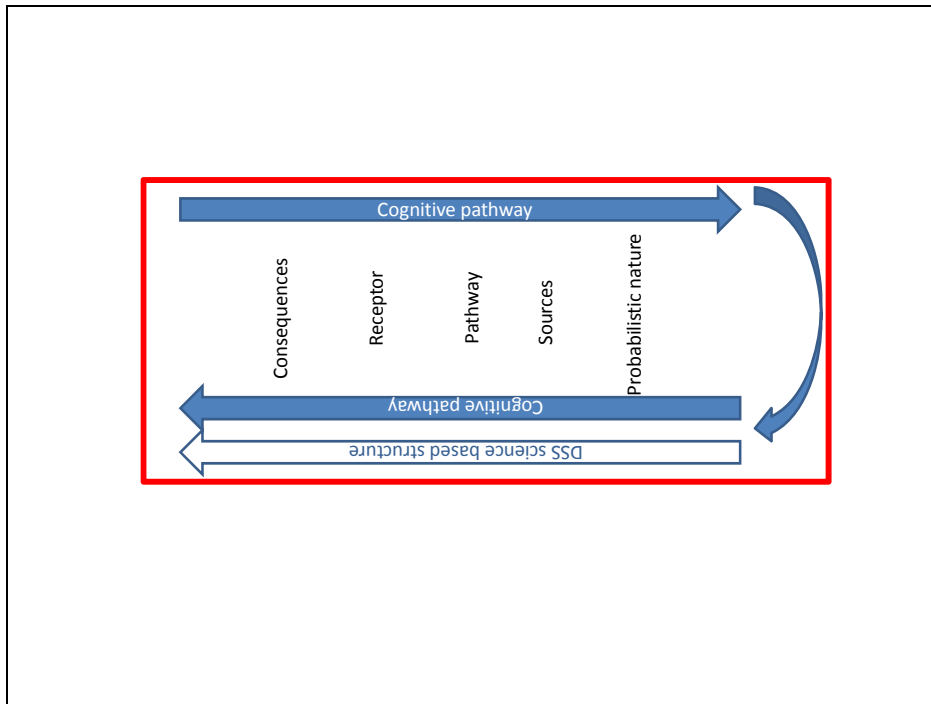 Cognitive pathway
Consequences
Receptor
Pathway
Sources
Probabilistic nature
Cognitive pathway
DSS science based structure